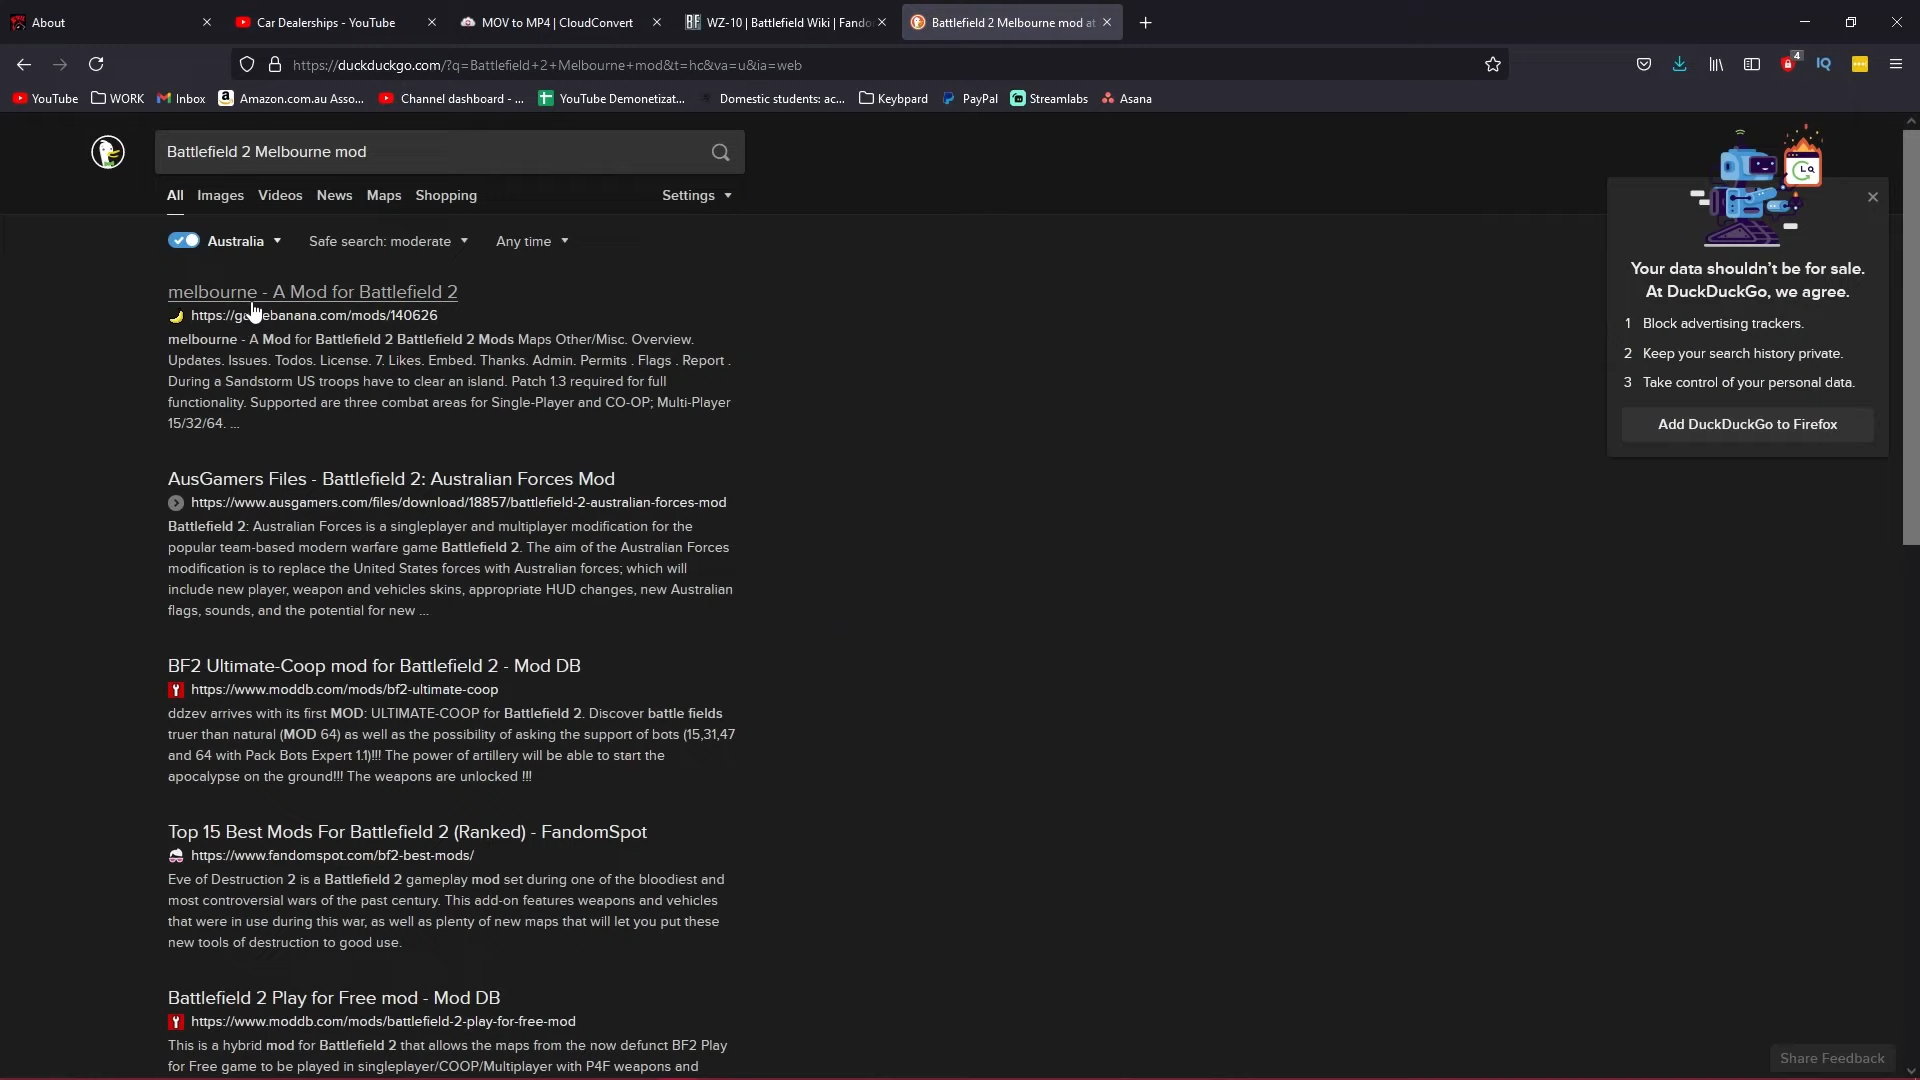 About
Car Dealerships - YouTube
MOV to MP4 | CloudConvert
WZ-10 | Battlefield Wiki | Fando
Battlefield 2 Melbourne mod at
https://duckduckgo.com/?q=Battlefield+2+Melbourne+mod&t=hc&va=u&ia=web
4
IQ
YouTube
WORK
Inbox
Amazon.com.au Asso...
Channel dashboard - ...
YouTube Demonetizat...
Domestic students: ac...
Keybpard
PayPal
Streamlabs
Asana
Battlefield 2 Melbourne mod
All
Images
Videos
News
Maps
Shopping
Settings
Australia
Safe search: moderate
Any time
melbourne - A Mod for Battlefield 2
melbourne - A Mod for Battlefield 2 Battlefield 2 Mods Maps Other/Misc. Overview.
Updates. Issues. Todos. License. 7. Likes. Embed. Thanks. Admin. Permits . Flags . Report .
During a Sandstorm US troops have to clear an island. Patch 1.3 required for full
functionality. Supported are three combat areas for Single-Player and CO-OP; Multi-Player
15/32/64. ...
AusGamers Files - Battlefield 2: Australian Forces Mod
https://www.ausgamers.com/files/download/18857/battlefield-2-australian-forces-mod
Battlefield 2: Australian Forces is a singleplayer and multiplayer modification for the
popular team-based modern warfare game Battlefield 2. The aim of the Australian Forces
modification is to replace the United States forces with Australian forces; which will
include new player, weapon and vehicles skins, appropriate HUD changes, new Australian
flags, sounds, and the potential for new ...
BF2 Ultimate-Coop mod for Battlefield 2 - Mod DB
https://www.moddb.com/mods/bf2-ultimate-coop
ddzev arrives with its first MOD: ULTIMATE-COOP for Battlefield 2. Discover battle fields
truer than natural (MOD 64) as well as the possibility of asking the support of bots (15,31,47
and 64 with Pack Bots Expert 1.1)!!! The power of artillery will be able to start the
apocalypse on the ground!!! The weapons are unlocked !!!
Top 15 Best Mods For Battlefield 2 (Ranked) - FandomSpot
https://www.fandomspot.com/bf2-best-mods/
Eve of Destruction 2 is a Battlefield 2 gameplay mod set during one of the bloodiest and
most controversial wars of the past century. This add-on features weapons and vehicles
that were in use during this war, as well as plenty of new maps that will let you put these
new tools of destruction to good use.
Battlefield 2 Play for Free mod - Mod DB
https://www.moddb.com/mods/battlefield-2-play-for-free-mod
This is a hybrid mod for Battlefield 2 that allows the maps from the now defunct BF2 Play
for Free game to be played in singleplayer/COOP/Multiplayer with P4F weapons and
Your data shouldn't be for sale.
At DuckDuckGo, we agree.
1 Block advertising trackers.
2 Keep your search history private.
3 Take control of your personal data.
Add DuckDuckGo to Firefox
Share Feedback